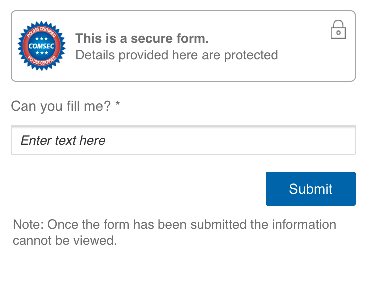 This is a secure form.
COMSEC
Details provided here are protected
Can you fill me? *
Enter text here
Submit
Note: Once the form has been submitted the information
cannot be viewed.